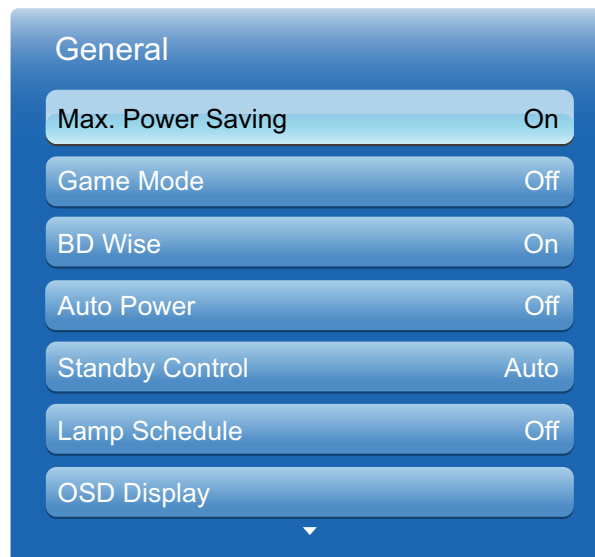 General
Max. Power Saving On
Game Mode Off
BD Wise On
Auto Power Off
Standby Control Auto
Lamp Schedule Off
OSD Display